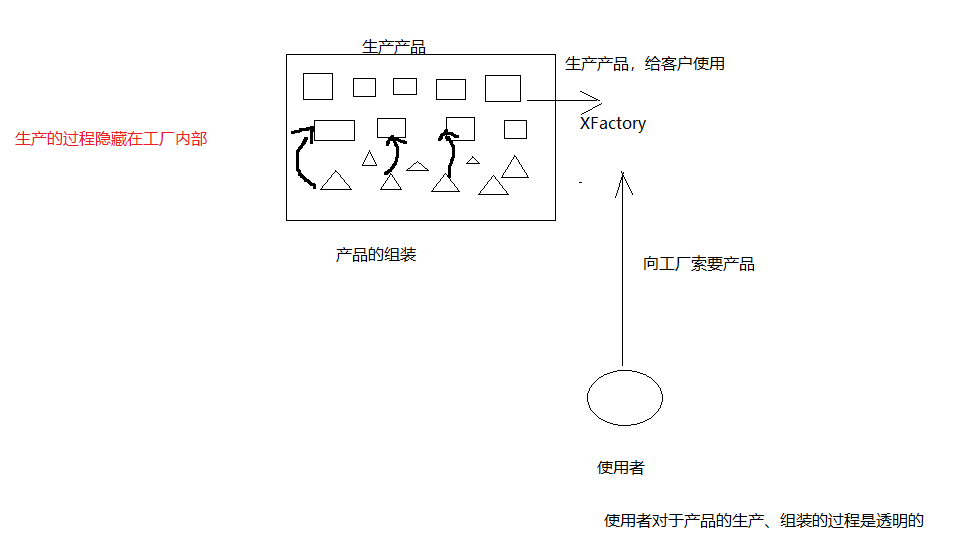 生产产品
生产产品，给客户使用
XFactory
生产的过程隐藏在工厂内部
产品的组装
向工厂索要产品
使用者
使用者对于产品的生产、组装的过程是透明的